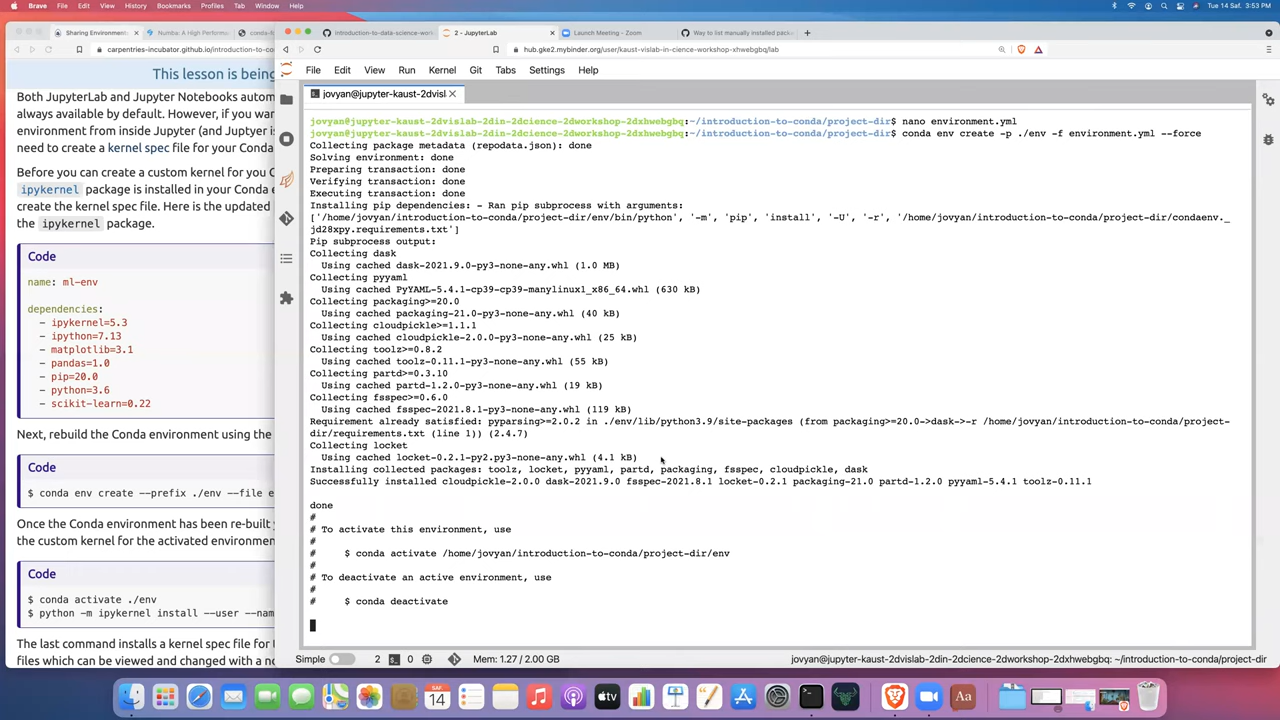 Brave File Edit View History Bookmarks Profiles Tab Window Help
Tue 14 Saf. 3:53 PM
Sharing Environments
Numba: A High Perform
conda-f
introduction-to-data-science-work
2 - JupyterLab
Launch Meeting - Zoom
Way to list manually installed pack
carpentries-incubator.github.io/introduction-to-co
hub.gke2.mybinder.org/user/kaust-vislab-in-cience-workshop-xhwebgbq/lab
This lesson is being
Both JupyterLab and Jupyter Notebooks autom
always available by default. However, if you want
environment from inside Jupyter (and Juptyer is
need to create a kernel spec file for your Conda
Before you can create a custom kernel for you C
ipykernel package is installed in your Conda e
create the kernel spec file. Here is the updated
the ipykernel package.
Code
name: ml-env
dependencies:
- ipykernel=5.3
- ipython=7.13
- matplotlib=3.1
- pandas=1.0
- pip=20.0
- python=3.6
- scikit-learn=0.22
Next, rebuild the Conda environment using the
Code
$ conda env create --prefix ./env --file e
Once the Conda environment has been re-built y
the custom kernel for the activated environmen
Code
$ conda activate ./env
$ python -m ipykernel install --user --nam
The last command installs a kernel spec file for
files which can be viewed and changed with a no
File Edit View Run Kernel Git Tabs Settings Help
jovyan@jupyter-kaust-2dvisl
jovyan@jupyter-kaust-2dvislab-2din-2dcience-2dworkshop-2dxhwebgbq:~/introduction-to-conda/project-dir$ nano environment.yml
jovyan@jupyter-kaust-2dvislab-2din-2dcience-2dworkshop-2dxhwebgbq:~/introduction-to-conda/project-dir$ conda env create -p ./env -f environment.yml --force
Collecting package metadata (repodata.json): done
Solving environment: done
Preparing transaction: done
Verifying transaction: done
Executing transaction: done
Installing pip dependencies: - Ran pip subprocess with arguments:
['/home/jovyan/introduction-to-conda/project-dir/env/bin/python', '-m', 'pip', 'install', '-U', '-r', '/home/jovyan/introduction-to-conda/project-dir/condaenv._
jd28xpy.requirements.txt']
Pip subprocess output:
Collecting dask
Using cached dask-2021.9.0-py3-none-any.whl (1.0 MB)
Collecting pyyaml
Using cached PyYAML-5.4.1-cp39-cp39-manylinux1_x86_64.whl (630 kB)
Collecting packaging>=20.0
Using cached packaging-21.0-py3-none-any.whl (40 kB)
Collecting cloudpickle>=1.1.1
Using cached cloudpickle-2.0.0-py3-none-any.whl (25 kB)
Collecting toolz>=0.8.2
Using cached toolz-0.11.1-py3-none-any.whl (55 kB)
Collecting partd>=0.3.10
Using cached partd-1.2.0-py3-none-any.whl (19 kB)
Collecting fsspec>=0.6.0
Using cached fsspec-2021.8.1-py3-none-any.whl (119 kB)
Requirement already satisfied: pyparsing>=2.0.2 in ./env/lib/python3.9/site-packages (from packaging>=20.0->dask->-r /home/jovyan/introduction-to-conda/project-
dir/requirements.txt (line 1)) (2.4.7)
Collecting locket
Using cached locket-0.2.1-py2.py3-none-any.whl (4.1 kB)
Installing collected packages: toolz, locket, pyyaml, partd, packaging, fsspec, cloudpickle, dask
Successfully installed cloudpickle-2.0.0 dask-2021.9.0 fsspec-2021.8.1 locket-0.2.1 packaging-21.0 partd-1.2.0 pyyaml-5.4.1 toolz-0.11.1
done
#
# To activate this environment, use
#
# $ conda activate /home/jovyan/introduction-to-conda/project-dir/env
#
# To deactivate an active environment, use
#
# $ conda deactivate
Simple 2 0 Mem: 1.27 / 2.00 GB
jovyan@jupyter-kaust-2dvislab-2din-2dcience-2dworkshop-2dxhwebgbq: ~/introduction-to-conda/project-dir
SAF.
14
tv
Aa